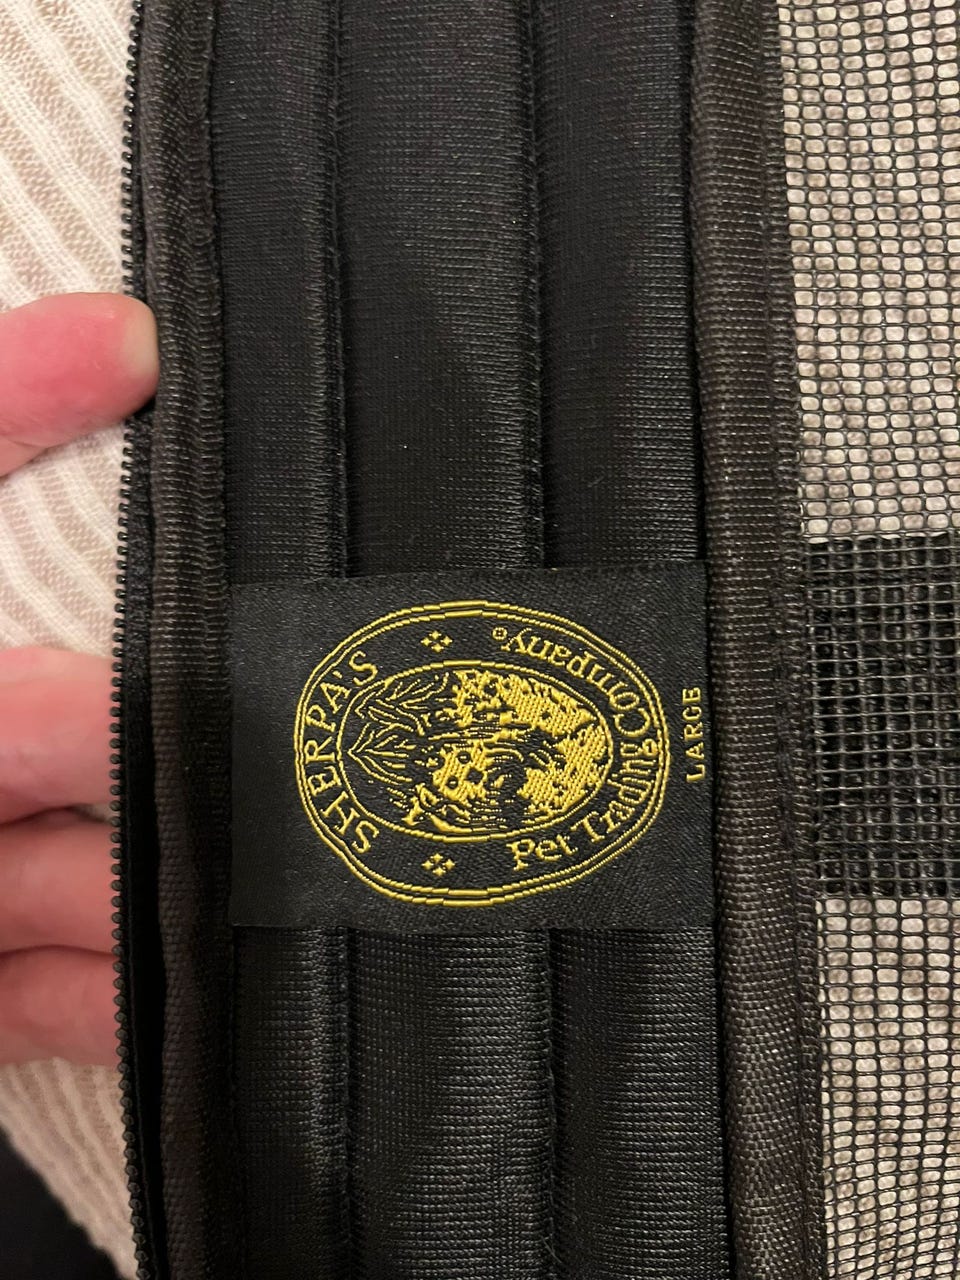 SHERPA'S
Pet Trading Company®
LARGE